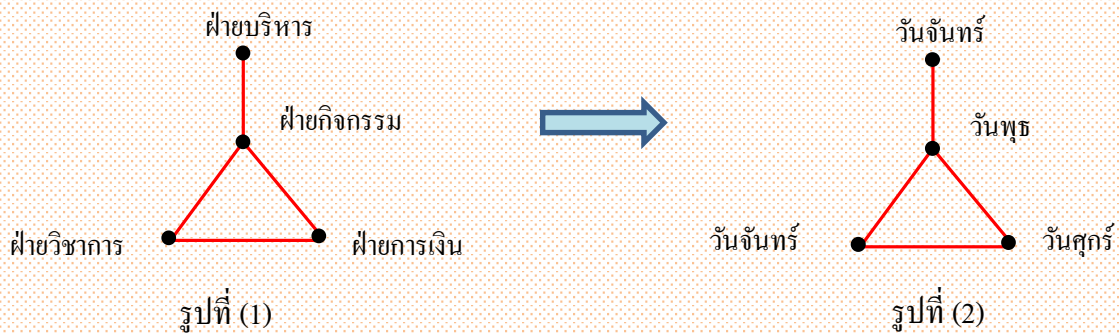 ฝ่ายบริหาร
ฝ่ายกิจกรรม
ฝ่ายวิชาการ
ฝ่ายการเงิน
รูปที่ (1)
วันจันทร์
วันพุธ
วันจันทร์
วันศุกร์
รูปที่ (2)